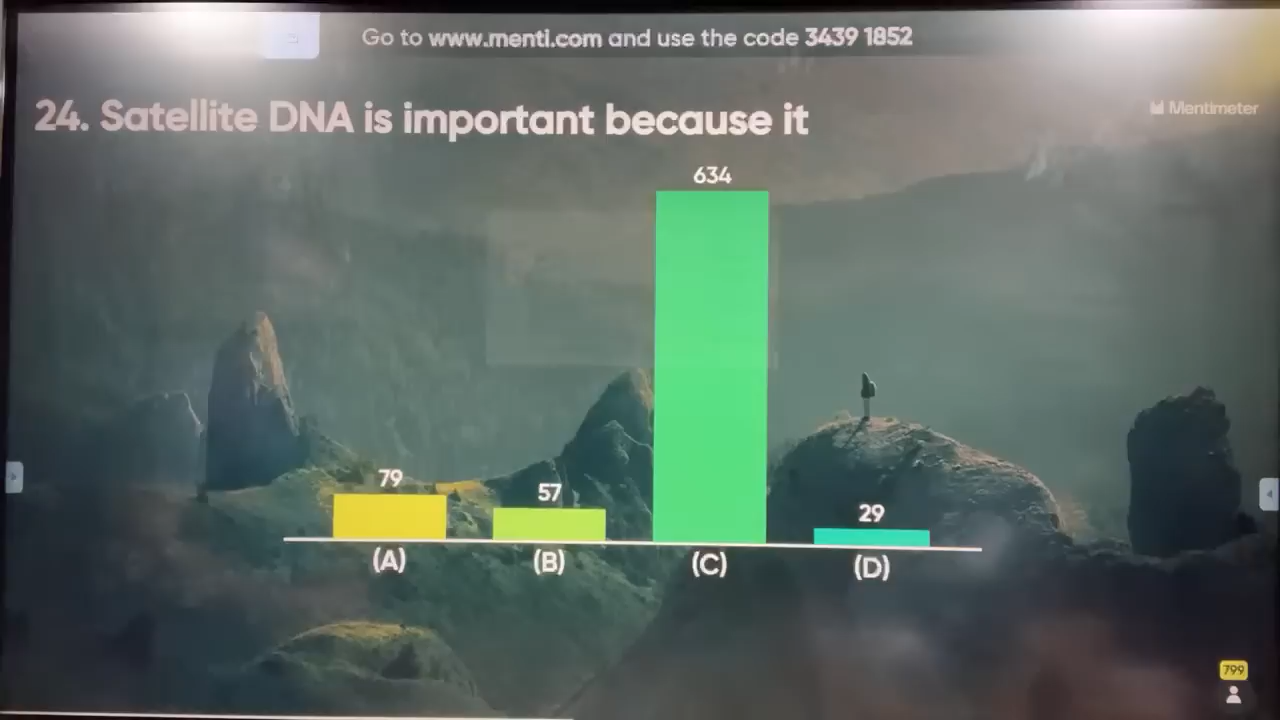 Go to www.menti.com and use the code 3439 1852
24. Satellite DNA is important because it
Mentimeter
634
79
57
29
(A)
(B)
(C)
(D)
799